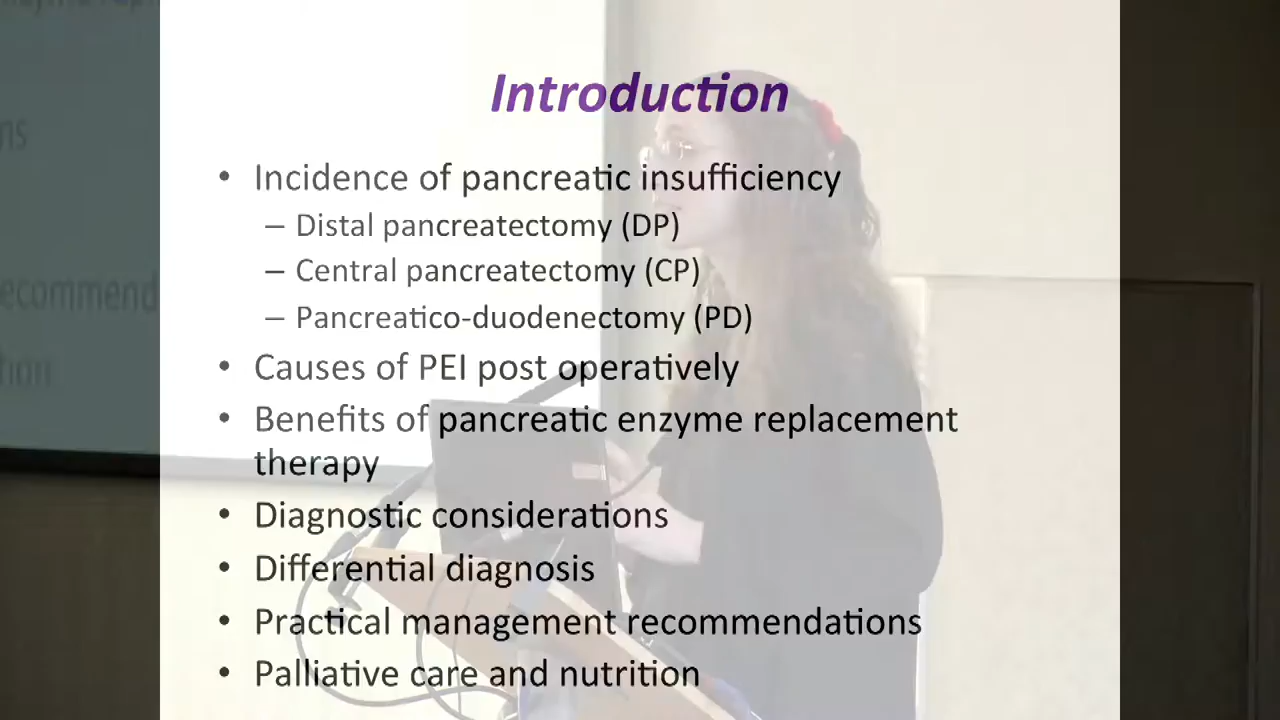 Introduction
• Incidence of pancreatic insufficiency
– Distal pancreatectomy (DP)
– Central pancreatectomy (CP)
– Pancreatico-duodenectomy (PD)
• Causes of PEI post operatively
• Benefits of pancreatic enzyme replacement
therapy
• Diagnostic considerations
• Differential diagnosis
• Practical management recommendations
• Palliative care and nutrition